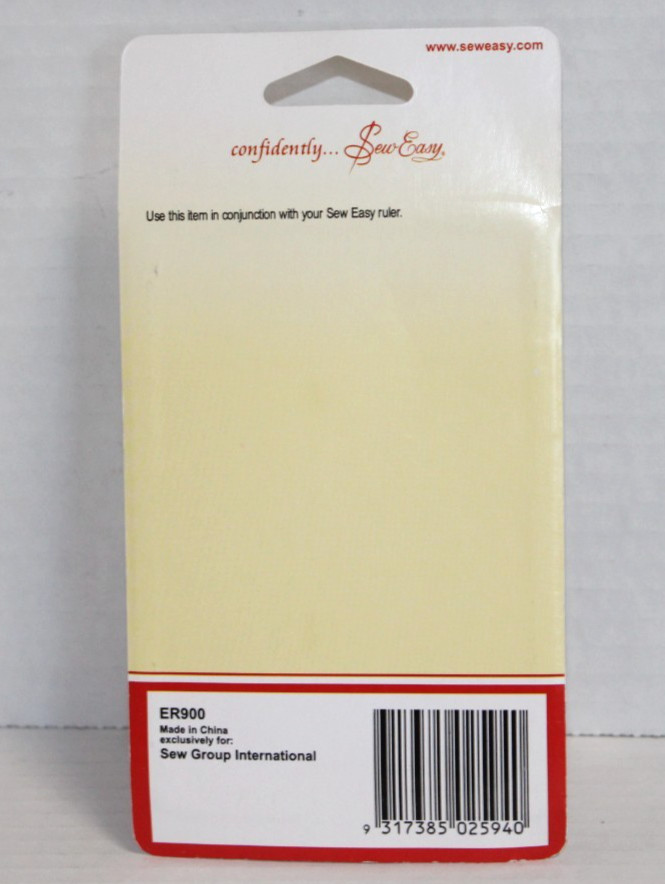 www.seweasy.com
confidently... Sew Easy®
Use this item in conjunction with your Sew Easy ruler.
ER900
Made in China
exclusively for:
Sew Group International
9 317385 025940